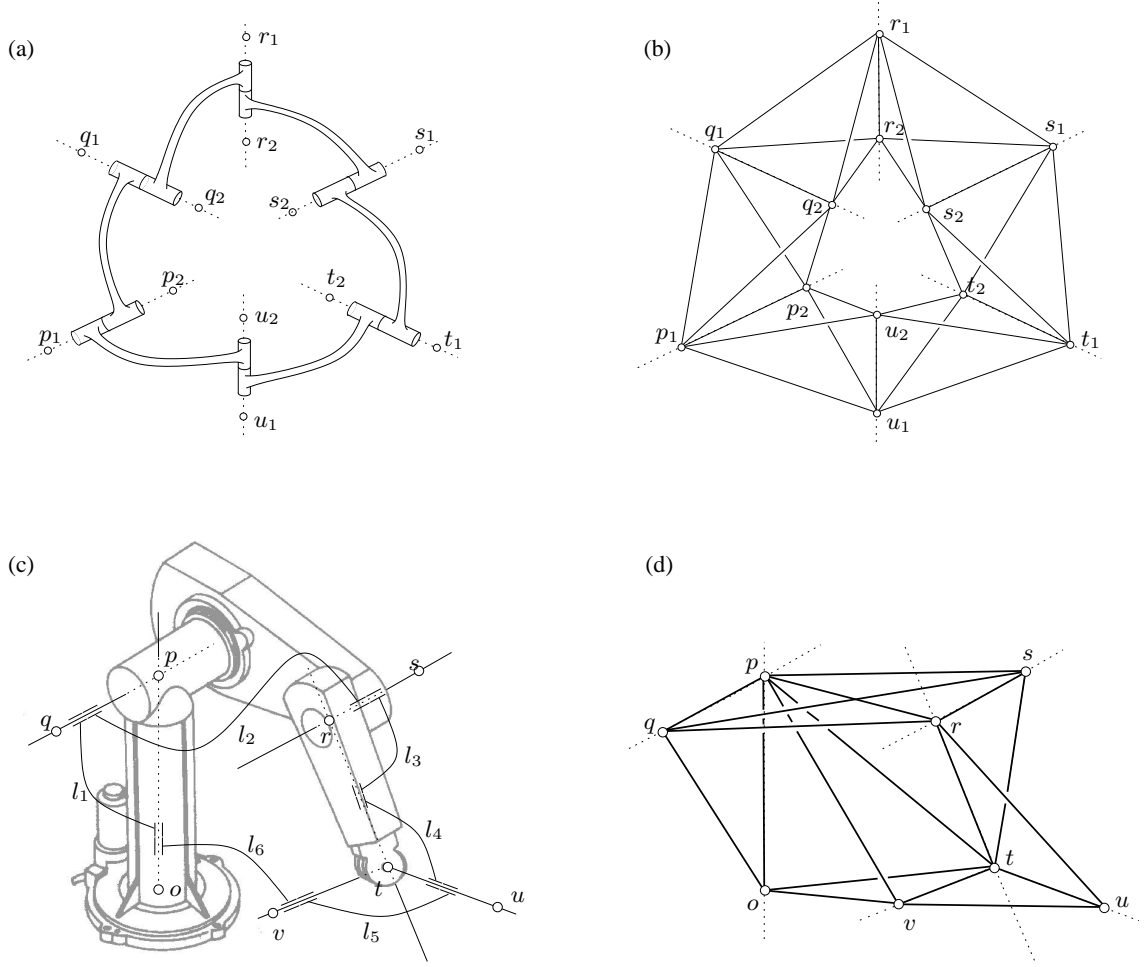 (a)
r₁
q₁
s₁
r₂
q₂
s₂
p₂
t₂
u₂
p₁
t₁
u₁
(b)
r₁
q₁
r₂
s₁
q₂
s₂
p₂
t₂
p₁
u₂
t₁
u₁
(c)
p
s
q
l₂
r
l₃
l₁
l₄
l₆
t
o
u
v
l₅
(d)
p
s
q
r
t
o
v
u